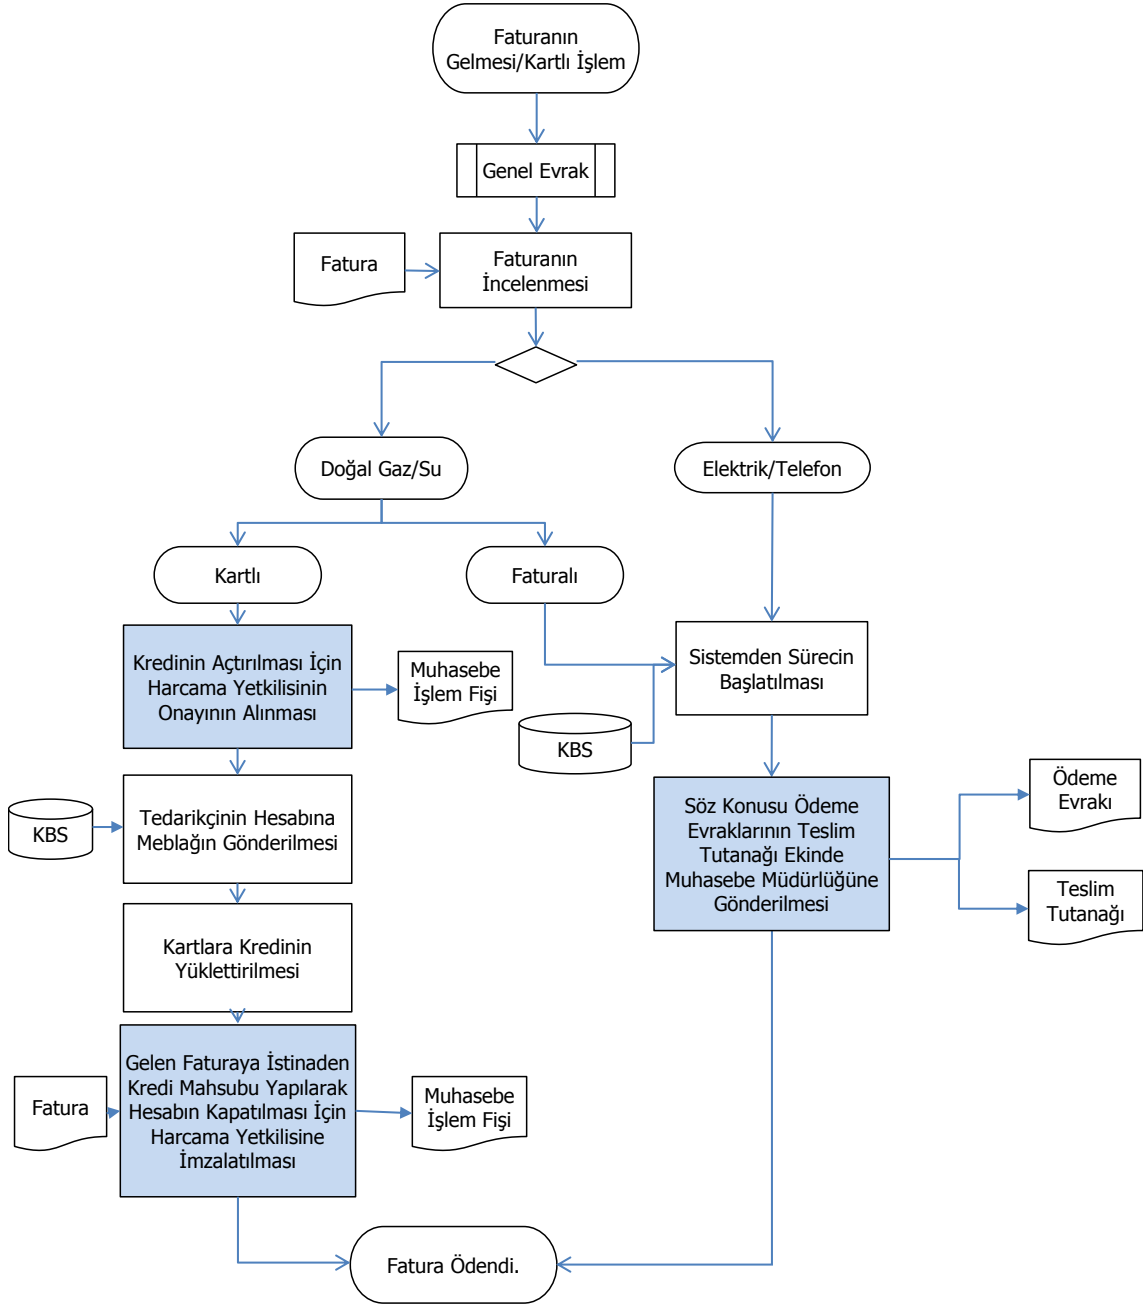 Faturanın
Gelmesi/Kartlı İşlem
Genel Evrak
Fatura
Faturanın
İncelenmesi
Doğal Gaz/Su
Elektrik/Telefon
Kartlı
Faturalı
Kredinin Açtırılması İçin
Harcama Yetkilisinin
Onayının Alınması
Muhasebe
İşlem Fişi
Sistemden Sürecin
Başlatılması
KBS
Tedarikçinin Hesabına
Meblağın Gönderilmesi
KBS
Söz Konusu Ödeme
Evraklarının Teslim
Tutanağı Ekinde
Muhasebe Müdürlüğüne
Gönderilmesi
Ödeme
Evrakı
Teslim
Tutanağı
Kartlara Kredinin
Yüklettirilmesi
Fatura
Gelen Faturaya İstinaden
Kredi Mahsubu Yapılarak
Hesabın Kapatılması İçin
Harcama Yetkilisine
İmzalatılması
Muhasebe
İşlem Fişi
Fatura Ödendi.